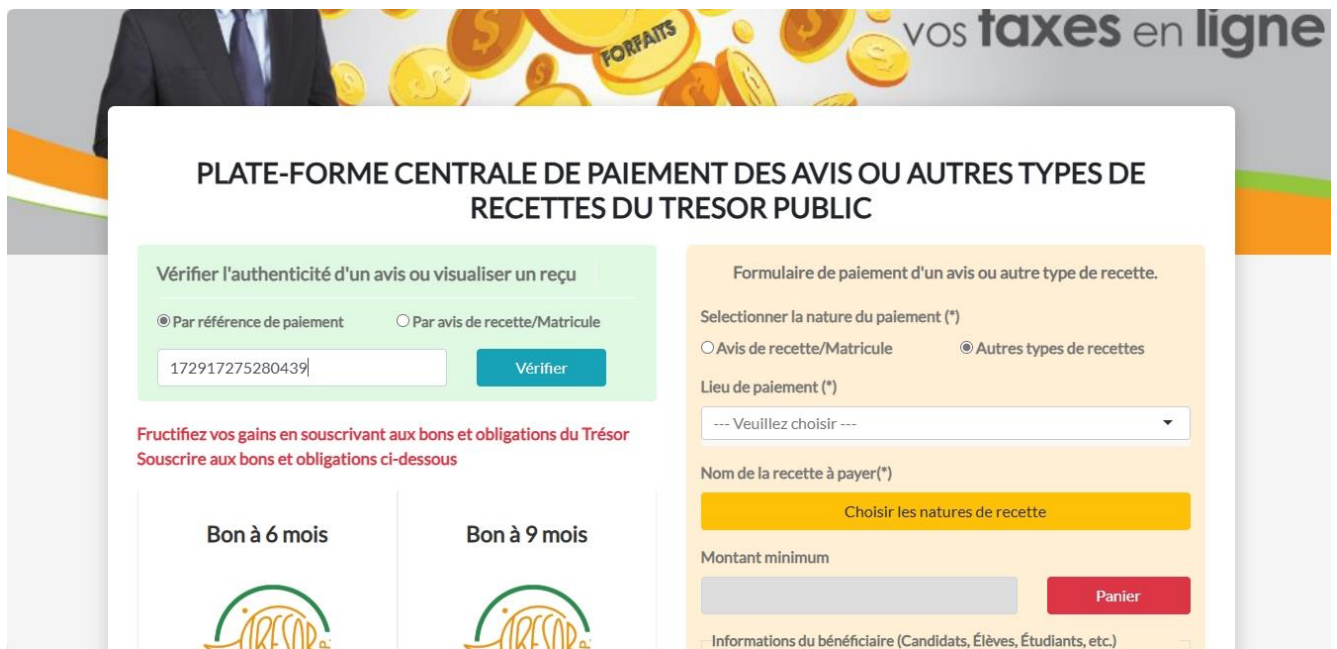 FORFAITS
vos taxes en ligne
PLATE-FORME CENTRALE DE PAIEMENT DES AVIS OU AUTRES TYPES DE
RECETTES DU TRESOR PUBLIC
Vérifier l'authenticité d'un avis ou visualiser un reçu
Par référence de paiement
Par avis de recette/Matricule
172917275280439
Vérifier
Fructifiez vos gains en souscrivant aux bons et obligations du Trésor
Souscrire aux bons et obligations ci-dessous
Bon à 6 mois
Bon à 9 mois
TRESOR P.
TRESOR P.
Formulaire de paiement d'un avis ou autre type de recette.
Selectionner la nature du paiement (*)
Avis de recette/Matricule
Autres types de recettes
Lieu de paiement (*)
--- Veuillez choisir ---
Nom de la recette à payer(*)
Choisir les natures de recette
Montant minimum
Panier
Informations du bénéficiaire (Candidats, Élèves, Étudiants, etc.)